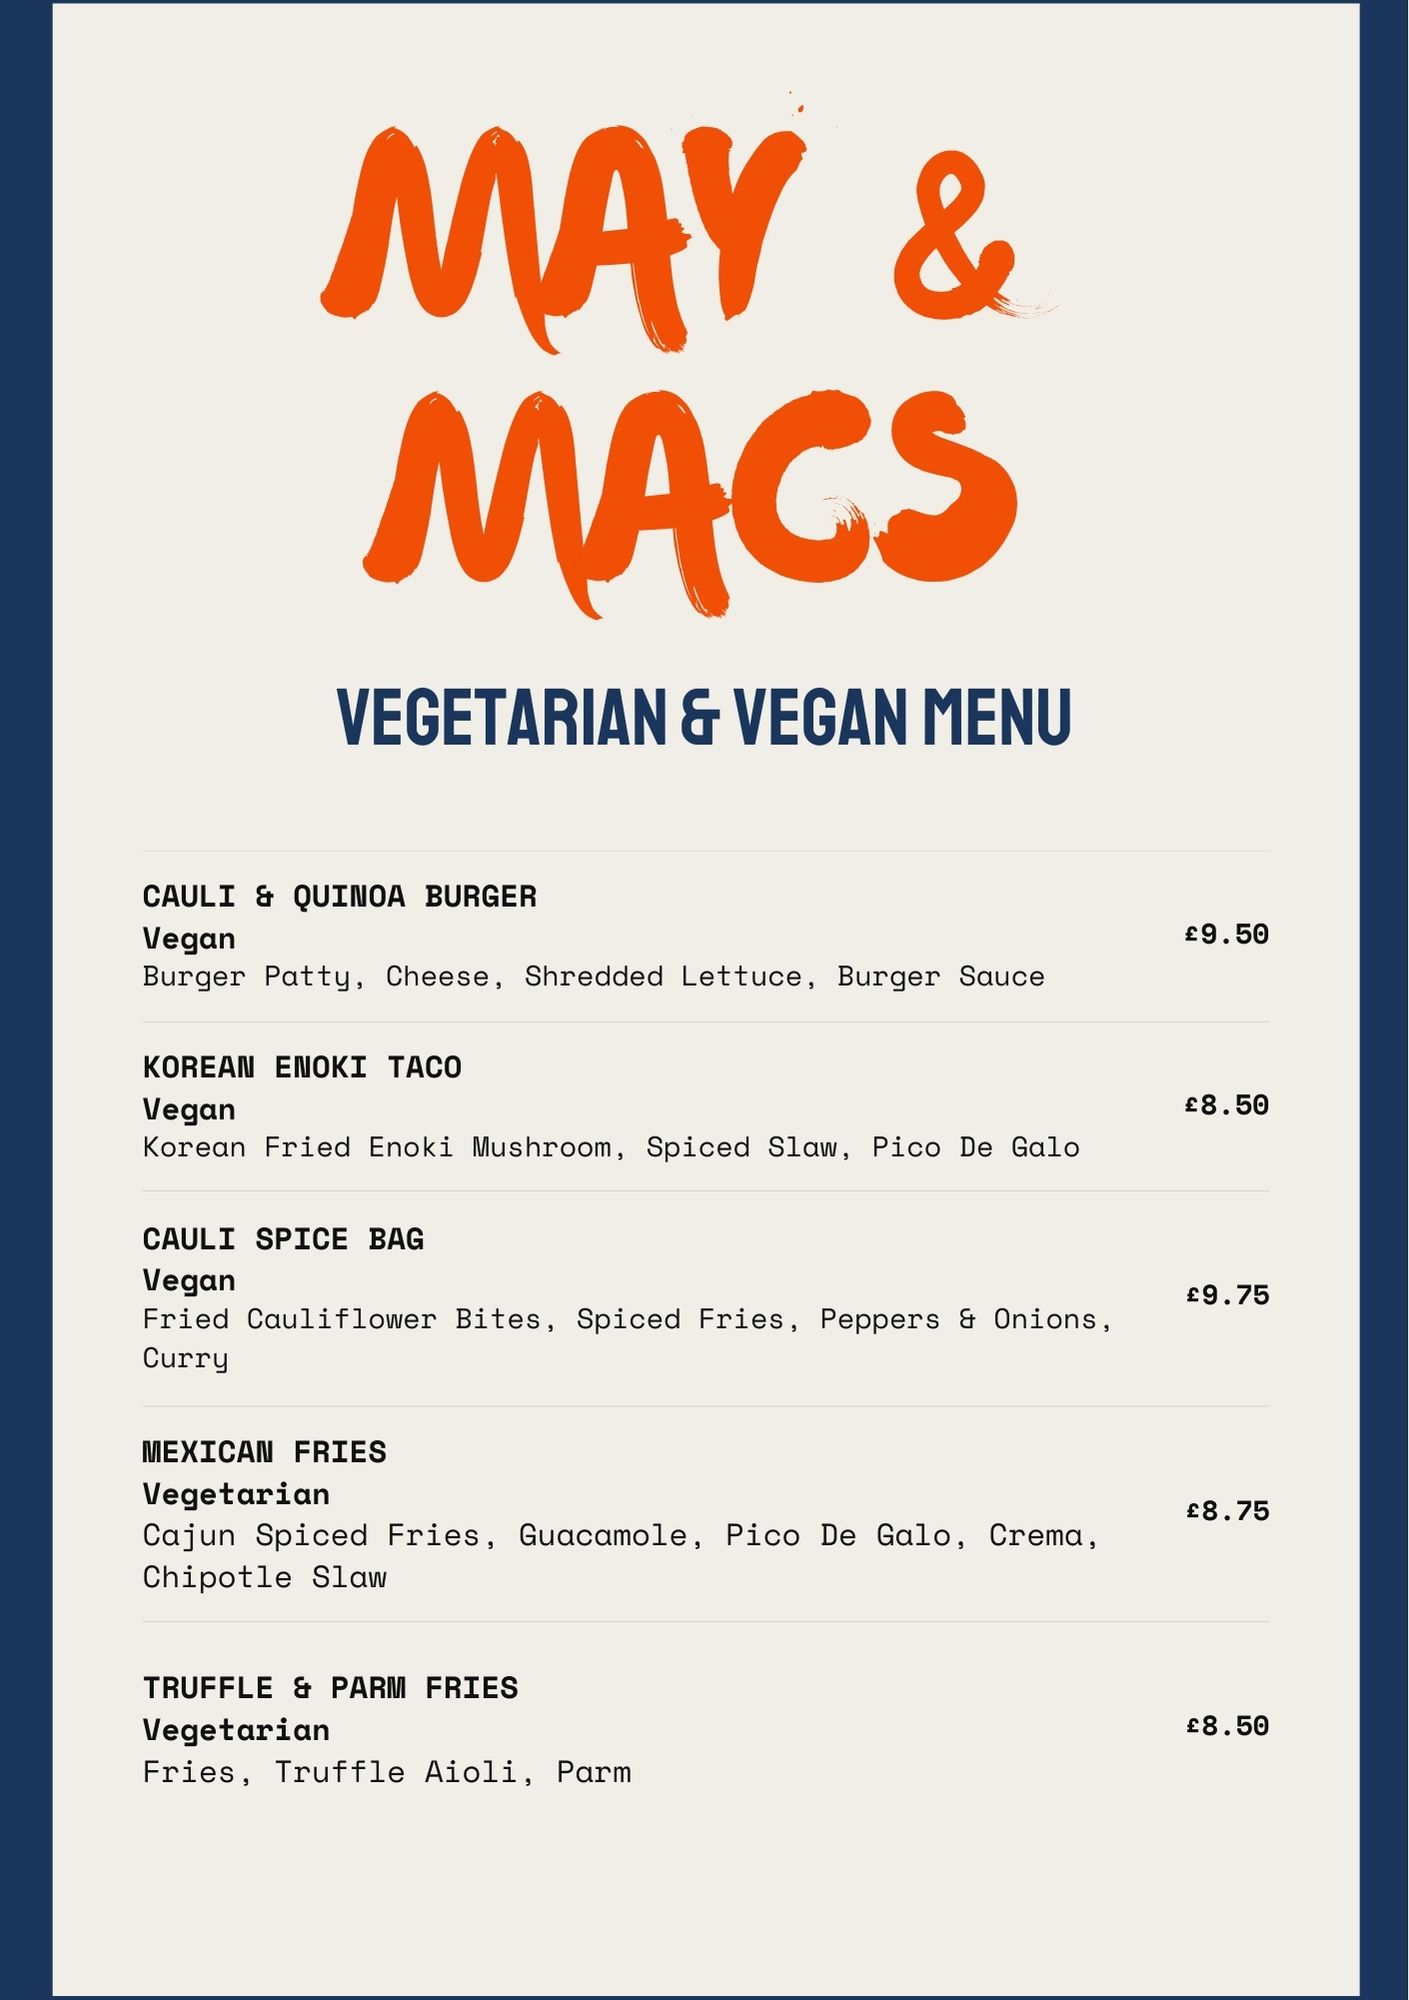 MAY &
MAGS
VEGETARIAN & VEGAN MENU
CAULI & QUINOA BURGER
Vegan
£9.50
Burger Patty, Cheese, Shredded Lettuce, Burger Sauce
KOREAN ENOKI TACO
Vegan
£8.50
Korean Fried Enoki Mushroom, Spiced Slaw, Pico De Galo
CAULI SPICE BAG
Vegan
£9.75
Fried Cauliflower Bites, Spiced Fries, Peppers & Onions,
Curry
MEXICAN FRIES
Vegetarian
£8.75
Cajun Spiced Fries, Guacamole, Pico De Galo, Crema,
Chipotle Slaw
TRUFFLE & PARM FRIES
Vegetarian
£8.50
Fries, Truffle Aioli, Parm